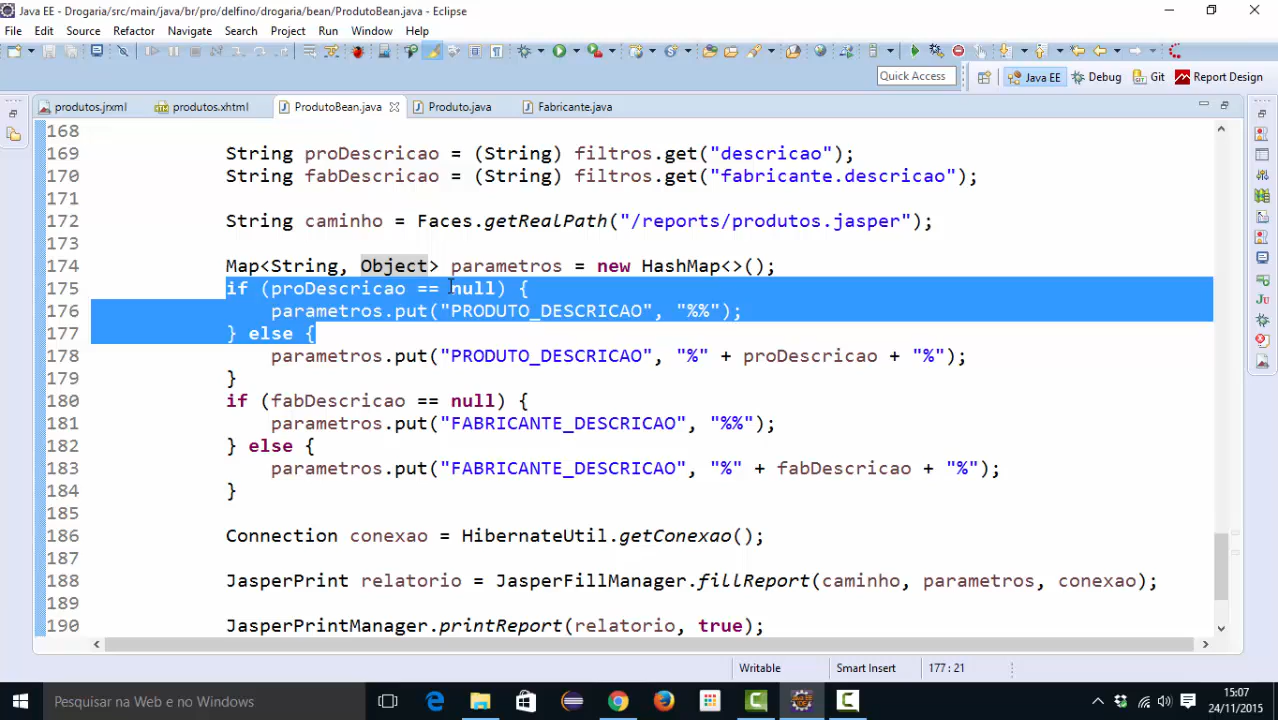 Java EE - Drogaria/src/main/java/br/pro/delfino/drogaria/bean/ProdutoBean.java - Eclipse
File Edit Source Refactor Navigate Search Project Run Window Help
Quick Access Java EE Debug Git Report Design
produtos.jrxml produtos.xhtml ProdutoBean.java Produto.java Fabricante.java
168
169 String proDescricao = (String) filtros.get("descricao");
170 String fabDescricao = (String) filtros.get("fabricante.descricao");
171
172 String caminho = Faces.getRealPath("/reports/produtos.jasper");
173
174 Map<String, Object> parametros = new HashMap<>();
175 if (proDescricao == null) {
176 parametros.put("PRODUTO_DESCRICAO", "%%");
177 } else {
178 parametros.put("PRODUTO_DESCRICAO", "%" + proDescricao + "%");
179 }
180 if (fabDescricao == null) {
181 parametros.put("FABRICANTE_DESCRICAO", "%%");
182 } else {
183 parametros.put("FABRICANTE_DESCRICAO", "%" + fabDescricao + "%");
184 }
185
186 Connection conexao = HibernateUtil.getConexao();
187
188 JasperPrint relatorio = JasperFillManager.fillReport(caminho, parametros, conexao);
189
190 JasperPrintManager.printReport(relatorio, true);
Writable Smart Insert 177 : 21
Pesquisar na Web e no Windows
15:07
24/11/2015